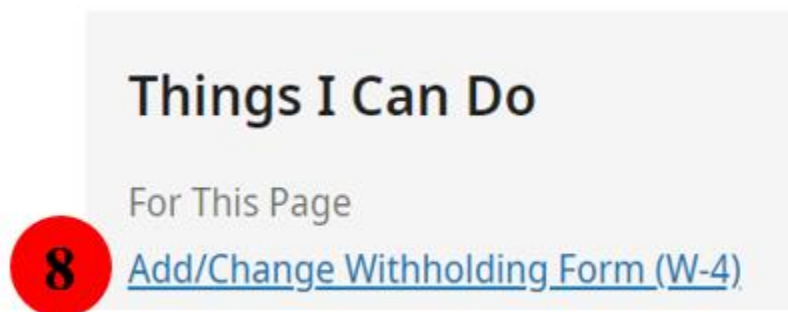 Things I Can Do
For This Page
8 Add/Change Withholding Form (W-4)